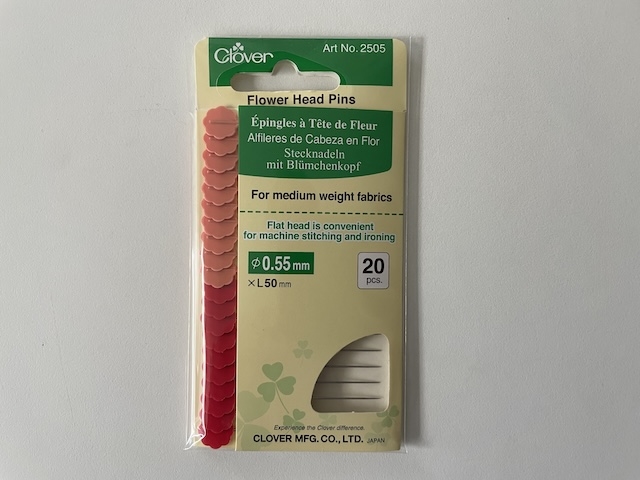 Clover
Art No. 2505
Flower Head Pins
Épingles à Tête de Fleur
Alfileres de Cabeza en Flor
Stecknadeln
mit Blümchenkopf
For medium weight fabrics
Flat head is convenient
for machine stitching and ironing
φ0.55mm
×L50mm
20
pcs.
Experience the Clover difference.
CLOVER MFG.CO.,LTD. JAPAN